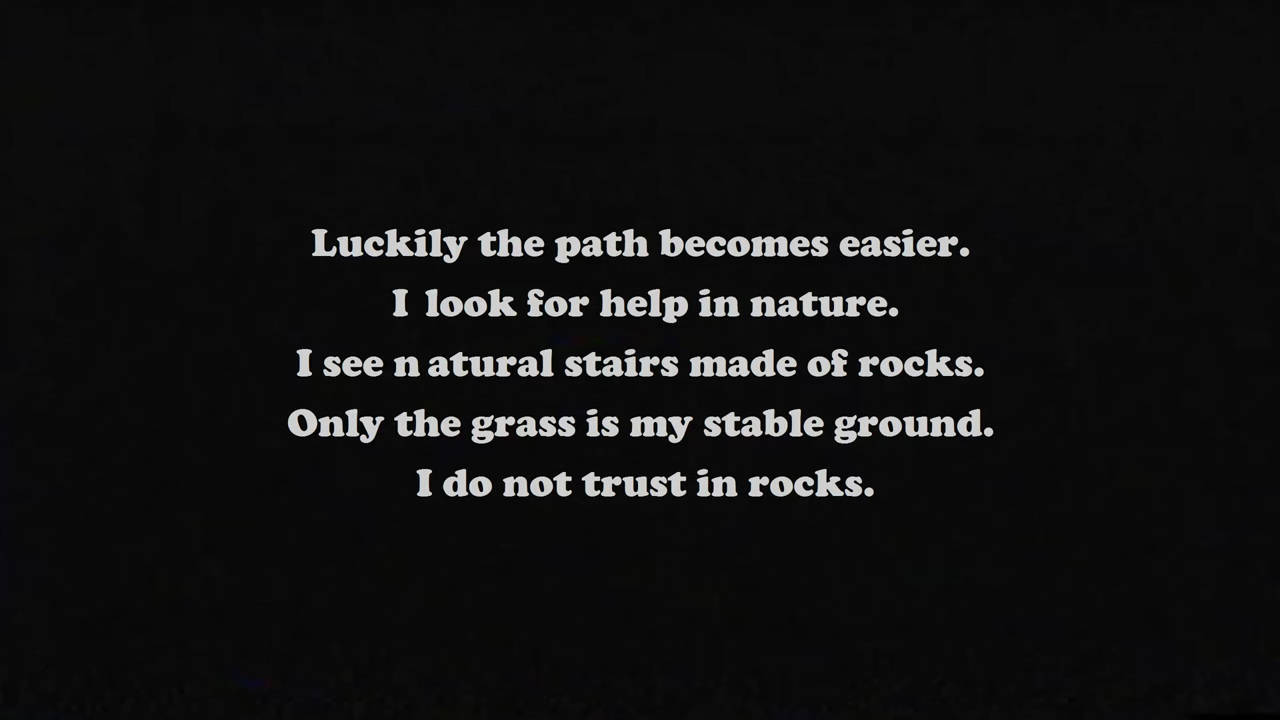 Luckily the path becomes easier.
I look for help in nature.
I see n atural stairs made of rocks.
Only the grass is my stable ground.
I do not trust in rocks.